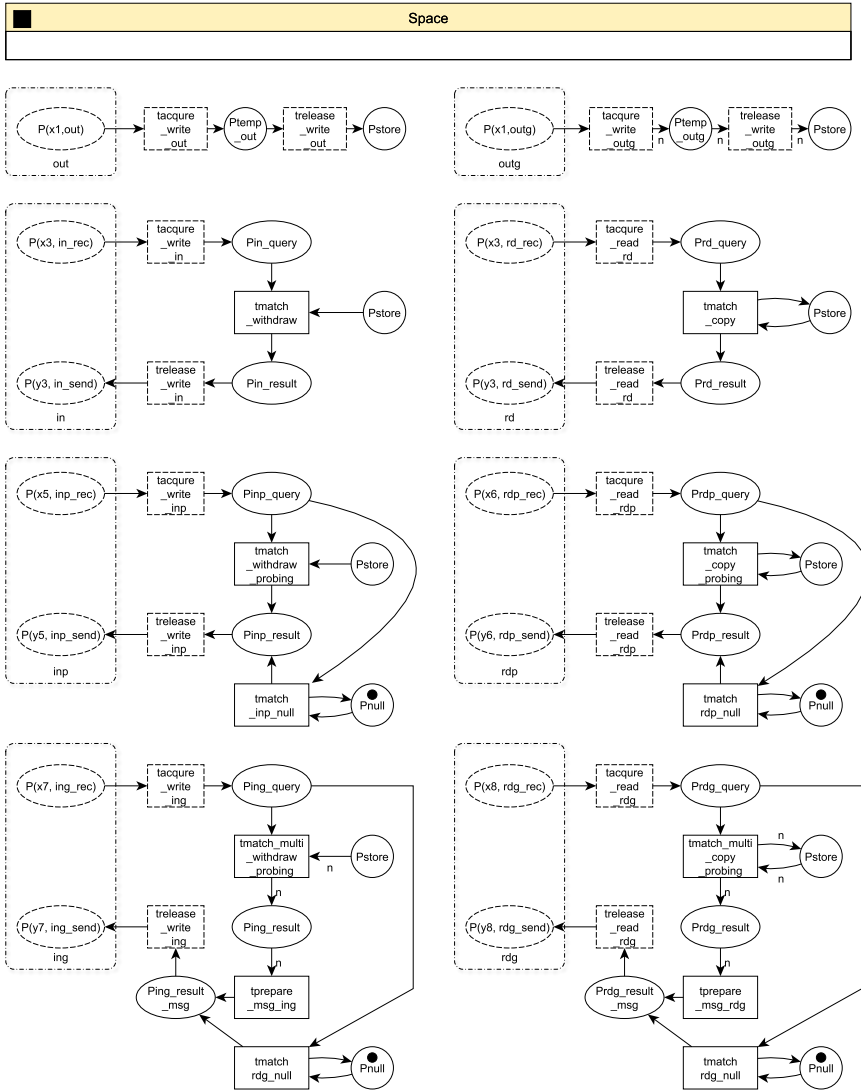 Space
P(x1,out)
tacqure
_write
_out
Ptemp
_out
trelease
_write
_out
Pstore
out
P(x1,outg)
tacqure
_write
_outg
n
Ptemp
_outg
n
trelease
_write
_outg
n
Pstore
outg
P(x3, in_rec)
tacqure
_write
_in
Pin_query
tmatch
_withdraw
Pstore
P(y3, in_send)
trelease
_write
_in
Pin_result
in
P(x3, rd_rec)
tacqure
_read
_rd
Prd_query
tmatch
_copy
Pstore
P(y3, rd_send)
trelease
_read
_rd
Prd_result
rd
P(x5, inp_rec)
tacqure
_write
_inp
Pinp_query
tmatch
_withdraw
_probing
Pstore
P(y5, inp_send)
trelease
_write
_inp
Pinp_result
inp
tmatch
_inp_null
Pnull
P(x6, rdp_rec)
tacqure
_read
_rdp
Prdp_query
tmatch
_copy
_probing
Pstore
P(y6, rdp_send)
trelease
_read
_rdp
Prdp_result
rdp
tmatch
rdp_null
Pnull
P(x7, ing_rec)
tacqure
_write
_ing
Ping_query
tmatch_multi
_withdraw
_probing
n
Pstore
n
P(y7, ing_send)
trelease
_write
_ing
Ping_result
ing
n
Ping_result
_msg
tprepare
_msg_ing
tmatch
rdg_null
Pnull
P(x8, rdg_rec)
tacqure
_read
_rdg
Prdg_query
tmatch_multi
_copy
_probing
n
n
Pstore
n
P(y8, rdg_send)
trelease
_read
_rdg
Prdg_result
rdg
n
Prdg_result
_msg
tprepare
_msg_rdg
tmatch
rdg_null
Pnull